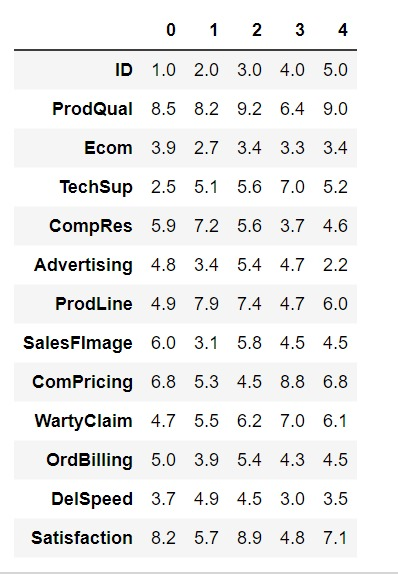 0 1 2 3 4
ID 1.0 2.0 3.0 4.0 5.0
ProdQual 8.5 8.2 9.2 6.4 9.0
Ecom 3.9 2.7 3.4 3.3 3.4
TechSup 2.5 5.1 5.6 7.0 5.2
CompRes 5.9 7.2 5.6 3.7 4.6
Advertising 4.8 3.4 5.4 4.7 2.2
ProdLine 4.9 7.9 7.4 4.7 6.0
SalesFImage 6.0 3.1 5.8 4.5 4.5
ComPricing 6.8 5.3 4.5 8.8 6.8
WartyClaim 4.7 5.5 6.2 7.0 6.1
OrdBilling 5.0 3.9 5.4 4.3 4.5
DelSpeed 3.7 4.9 4.5 3.0 3.5
Satisfaction 8.2 5.7 8.9 4.8 7.1